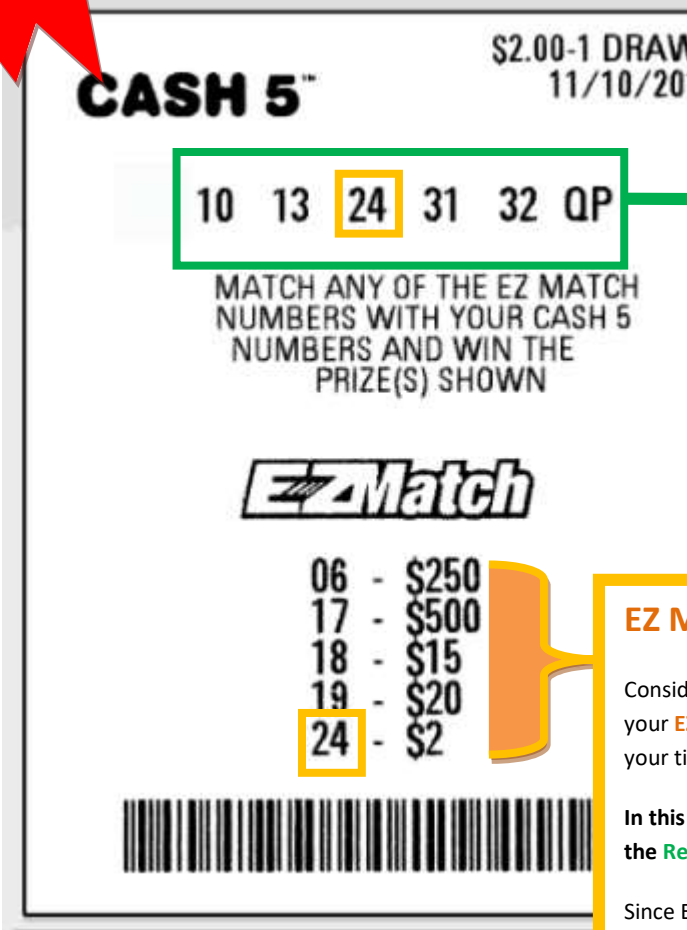 $2.00-1 DRAW
CASH 5™
11/10/20
10 13 24 31 32 QP
MATCH ANY OF THE EZ MATCH
NUMBERS WITH YOUR CASH 5
NUMBERS AND WIN THE
PRIZE(S) SHOWN
EZMatch
06 - $250
17 - $500
18 - $15
19 - $20
24 - $2
EZ M
Consid
your EZ
your ti
In this
the Re
Since E